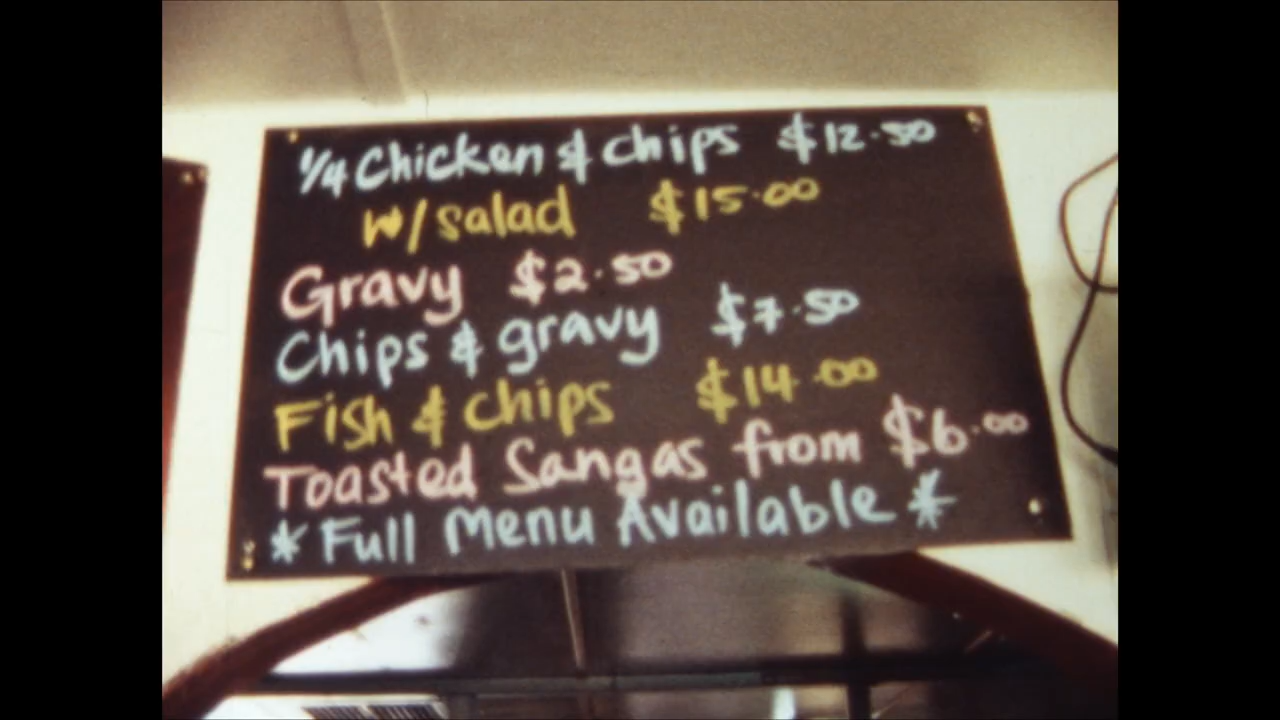 1/4 Chicken & chips $12.50
w/salad $15.00
Gravy $2.50
Chips & gravy $7.50
Fish & chips $14.00
Toasted Sangas from $6.00
*Full Menu Available*